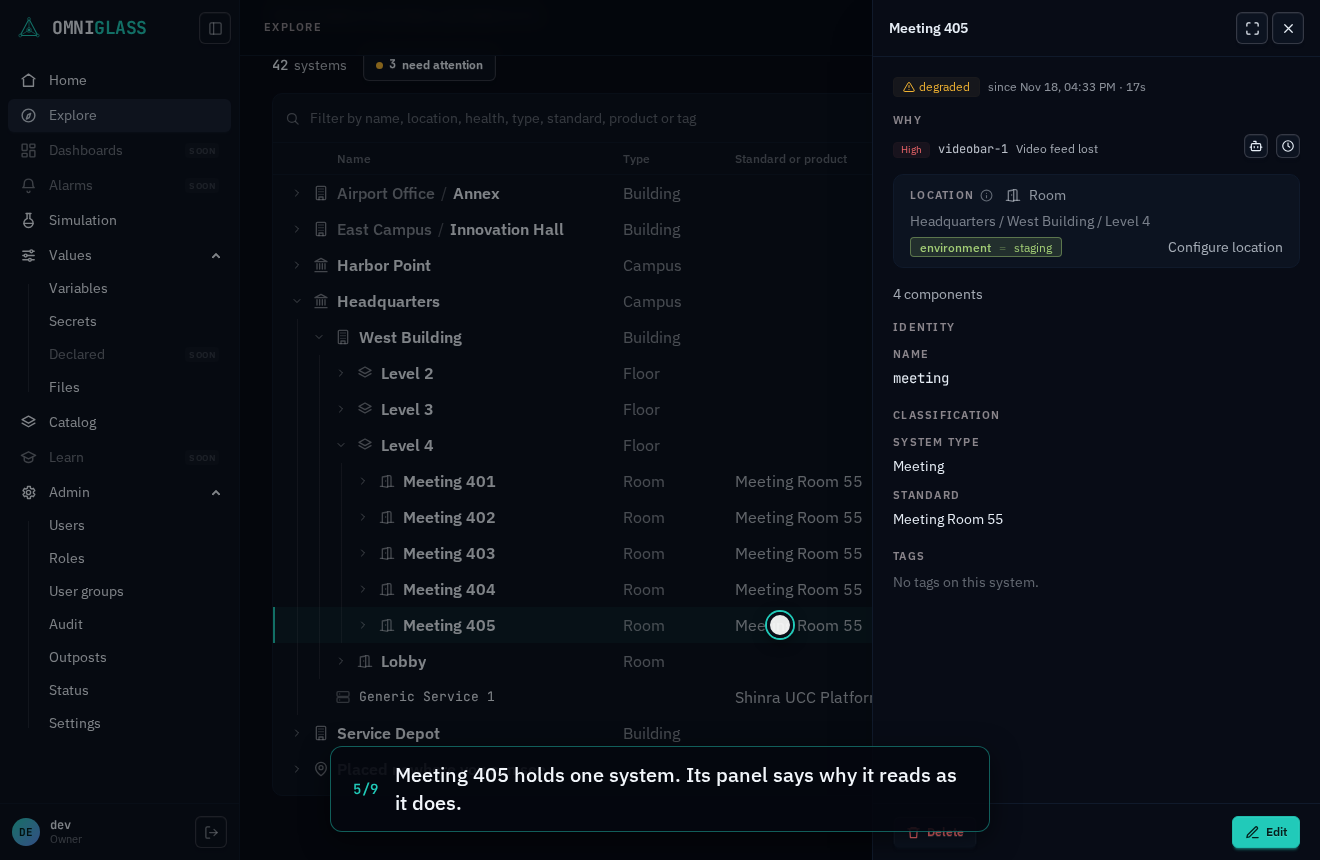 OMNIGLASS
Home
Explore
Dashboards SOON
Alarms SOON
Simulation
Values
Variables
Secrets
Declared SOON
Files
Catalog
Learn SOON
Admin
Users
Roles
User groups
Audit
Outposts
Status
Settings
DE dev
Owner
EXPLORE
42 systems 3 need attention
Filter by name, location, health, type, standard, product or tag
Name Type Standard or product
Airport Office / Annex Building
East Campus / Innovation Hall Building
Harbor Point Campus
Headquarters Campus
West Building Building
Level 2 Floor
Level 3 Floor
Level 4 Floor
Meeting 401 Room Meeting Room 55
Meeting 402 Room Meeting Room 55
Meeting 403 Room Meeting Room 55
Meeting 404 Room Meeting Room 55
Meeting 405 Room Room 55
Lobby Room
Generic Service 1 Shinra UCC Platform
Service Depot Building
Placed
5/9 Meeting 405 holds one system. Its panel says why it reads as
it does.
Meeting 405
degraded since Nov 18, 04:33 PM · 17s
WHY
High videobar-1 Video feed lost
LOCATION Room
Headquarters / West Building / Level 4
environment = staging Configure location
4 components
IDENTITY
NAME
meeting
CLASSIFICATION
SYSTEM TYPE
Meeting
STANDARD
Meeting Room 55
TAGS
No tags on this system.
Delete Edit